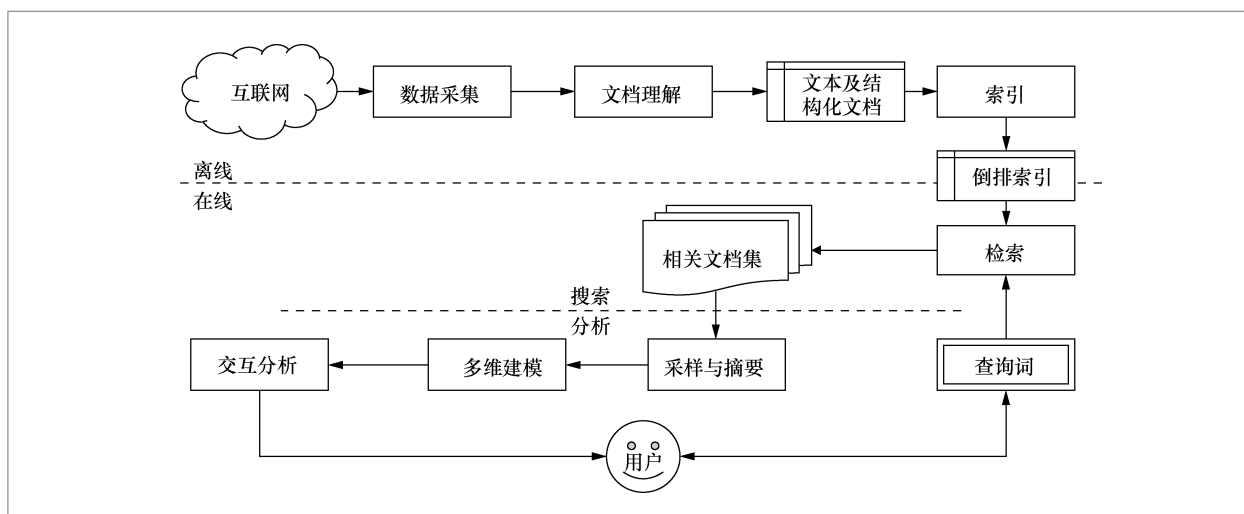 互联网
数据采集
文档理解
文本及结
构化文档
索引
离线
在线
倒排索引
相关文档集
检索
搜索
分析
交互分析
多维建模
采样与摘要
查询词
用户